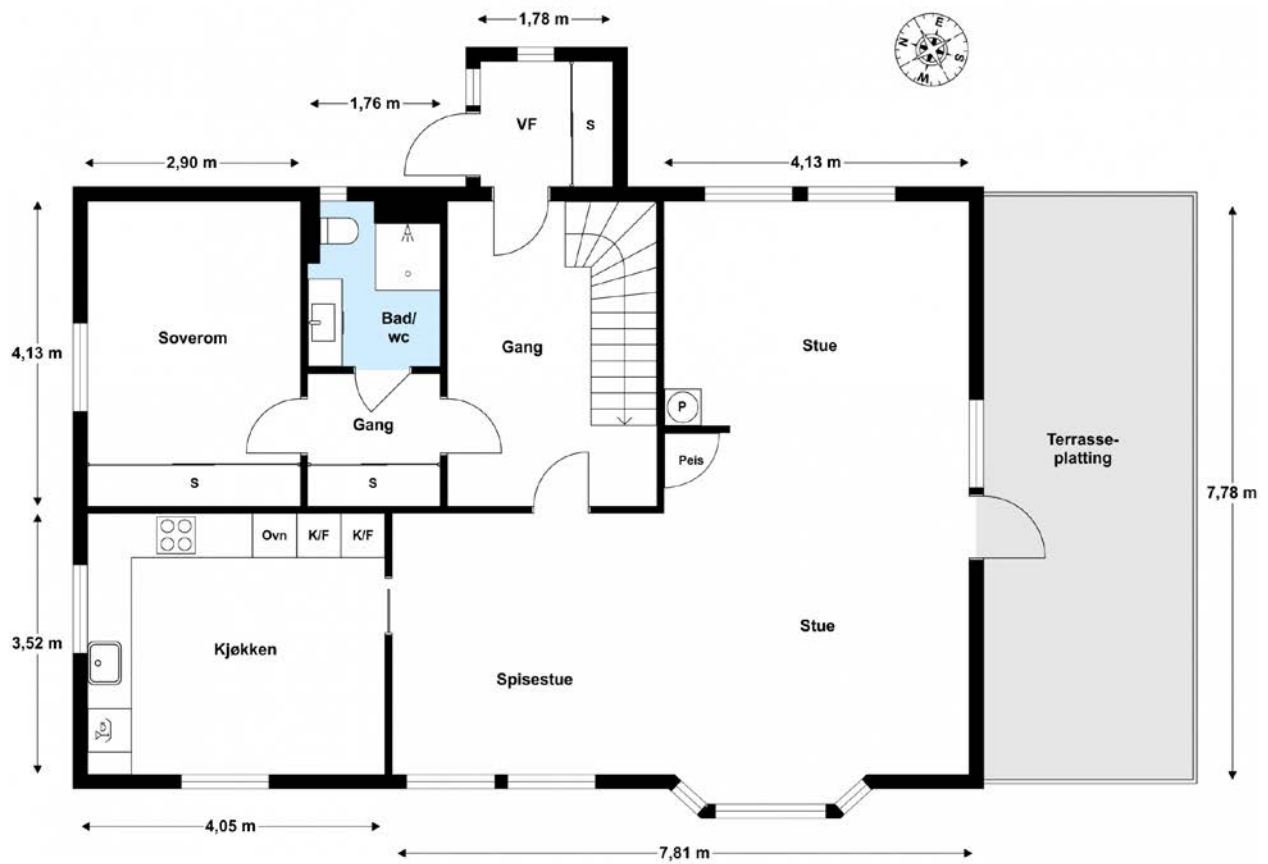 1,78 m
E
N
S
W
1,76 m
VF
S
2,90 m
4,13 m
Bad/
wc
Soverom
Gang
Stue
4,13 m
P
Gang
Terrasse-
platting
Peis
S
S
7,78 m
Ovn
K/F
K/F
Stue
3,52 m
Kjøkken
Spisestue
4,05 m
7,81 m